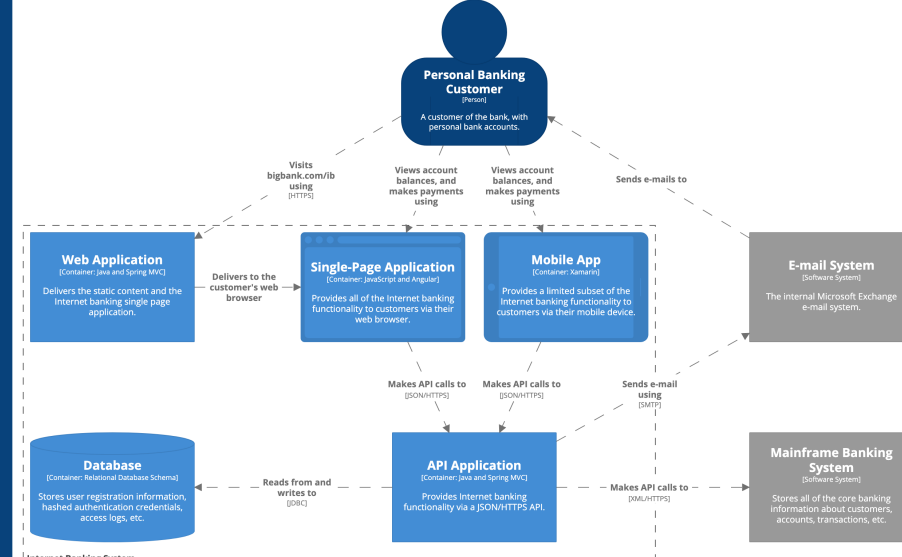 Personal Banking
Customer
[Person]
A customer of the bank, with
personal bank accounts.
Visits
bigbank.com/ib
using
[HTTPS]
Views account
balances, and
makes payments
using
Views account
balances, and
makes payments
using
Sends e-mails to
Web Application
[Container: Java and Spring MVC]
Delivers the static content and the
Internet banking single page
application.
Delivers to the
customer's web
browser
Single-Page Application
[Container: JavaScript and Angular]
Provides all of the Internet banking
functionality to customers via their
web browser.
Mobile App
[Container: Xamarin]
Provides a limited subset of the
Internet banking functionality to
customers via their mobile device.
E-mail System
[Software System]
The internal Microsoft Exchange
e-mail system.
Makes API calls to
[JSON/HTTPS]
Makes API calls to
[JSON/HTTPS]
Sends e-mail
using
[SMTP]
Database
[Container: Relational Database Schema]
Stores user registration information,
hashed authentication credentials,
access logs, etc.
Reads from and
writes to
[JDBC]
API Application
[Container: Java and Spring MVC]
Provides Internet banking
functionality via a JSON/HTTPS API.
Makes API calls to
[XML/HTTPS]
Mainframe Banking
System
[Software System]
Stores all of the core banking
information about customers,
accounts, transactions, etc.
Internet Banking System